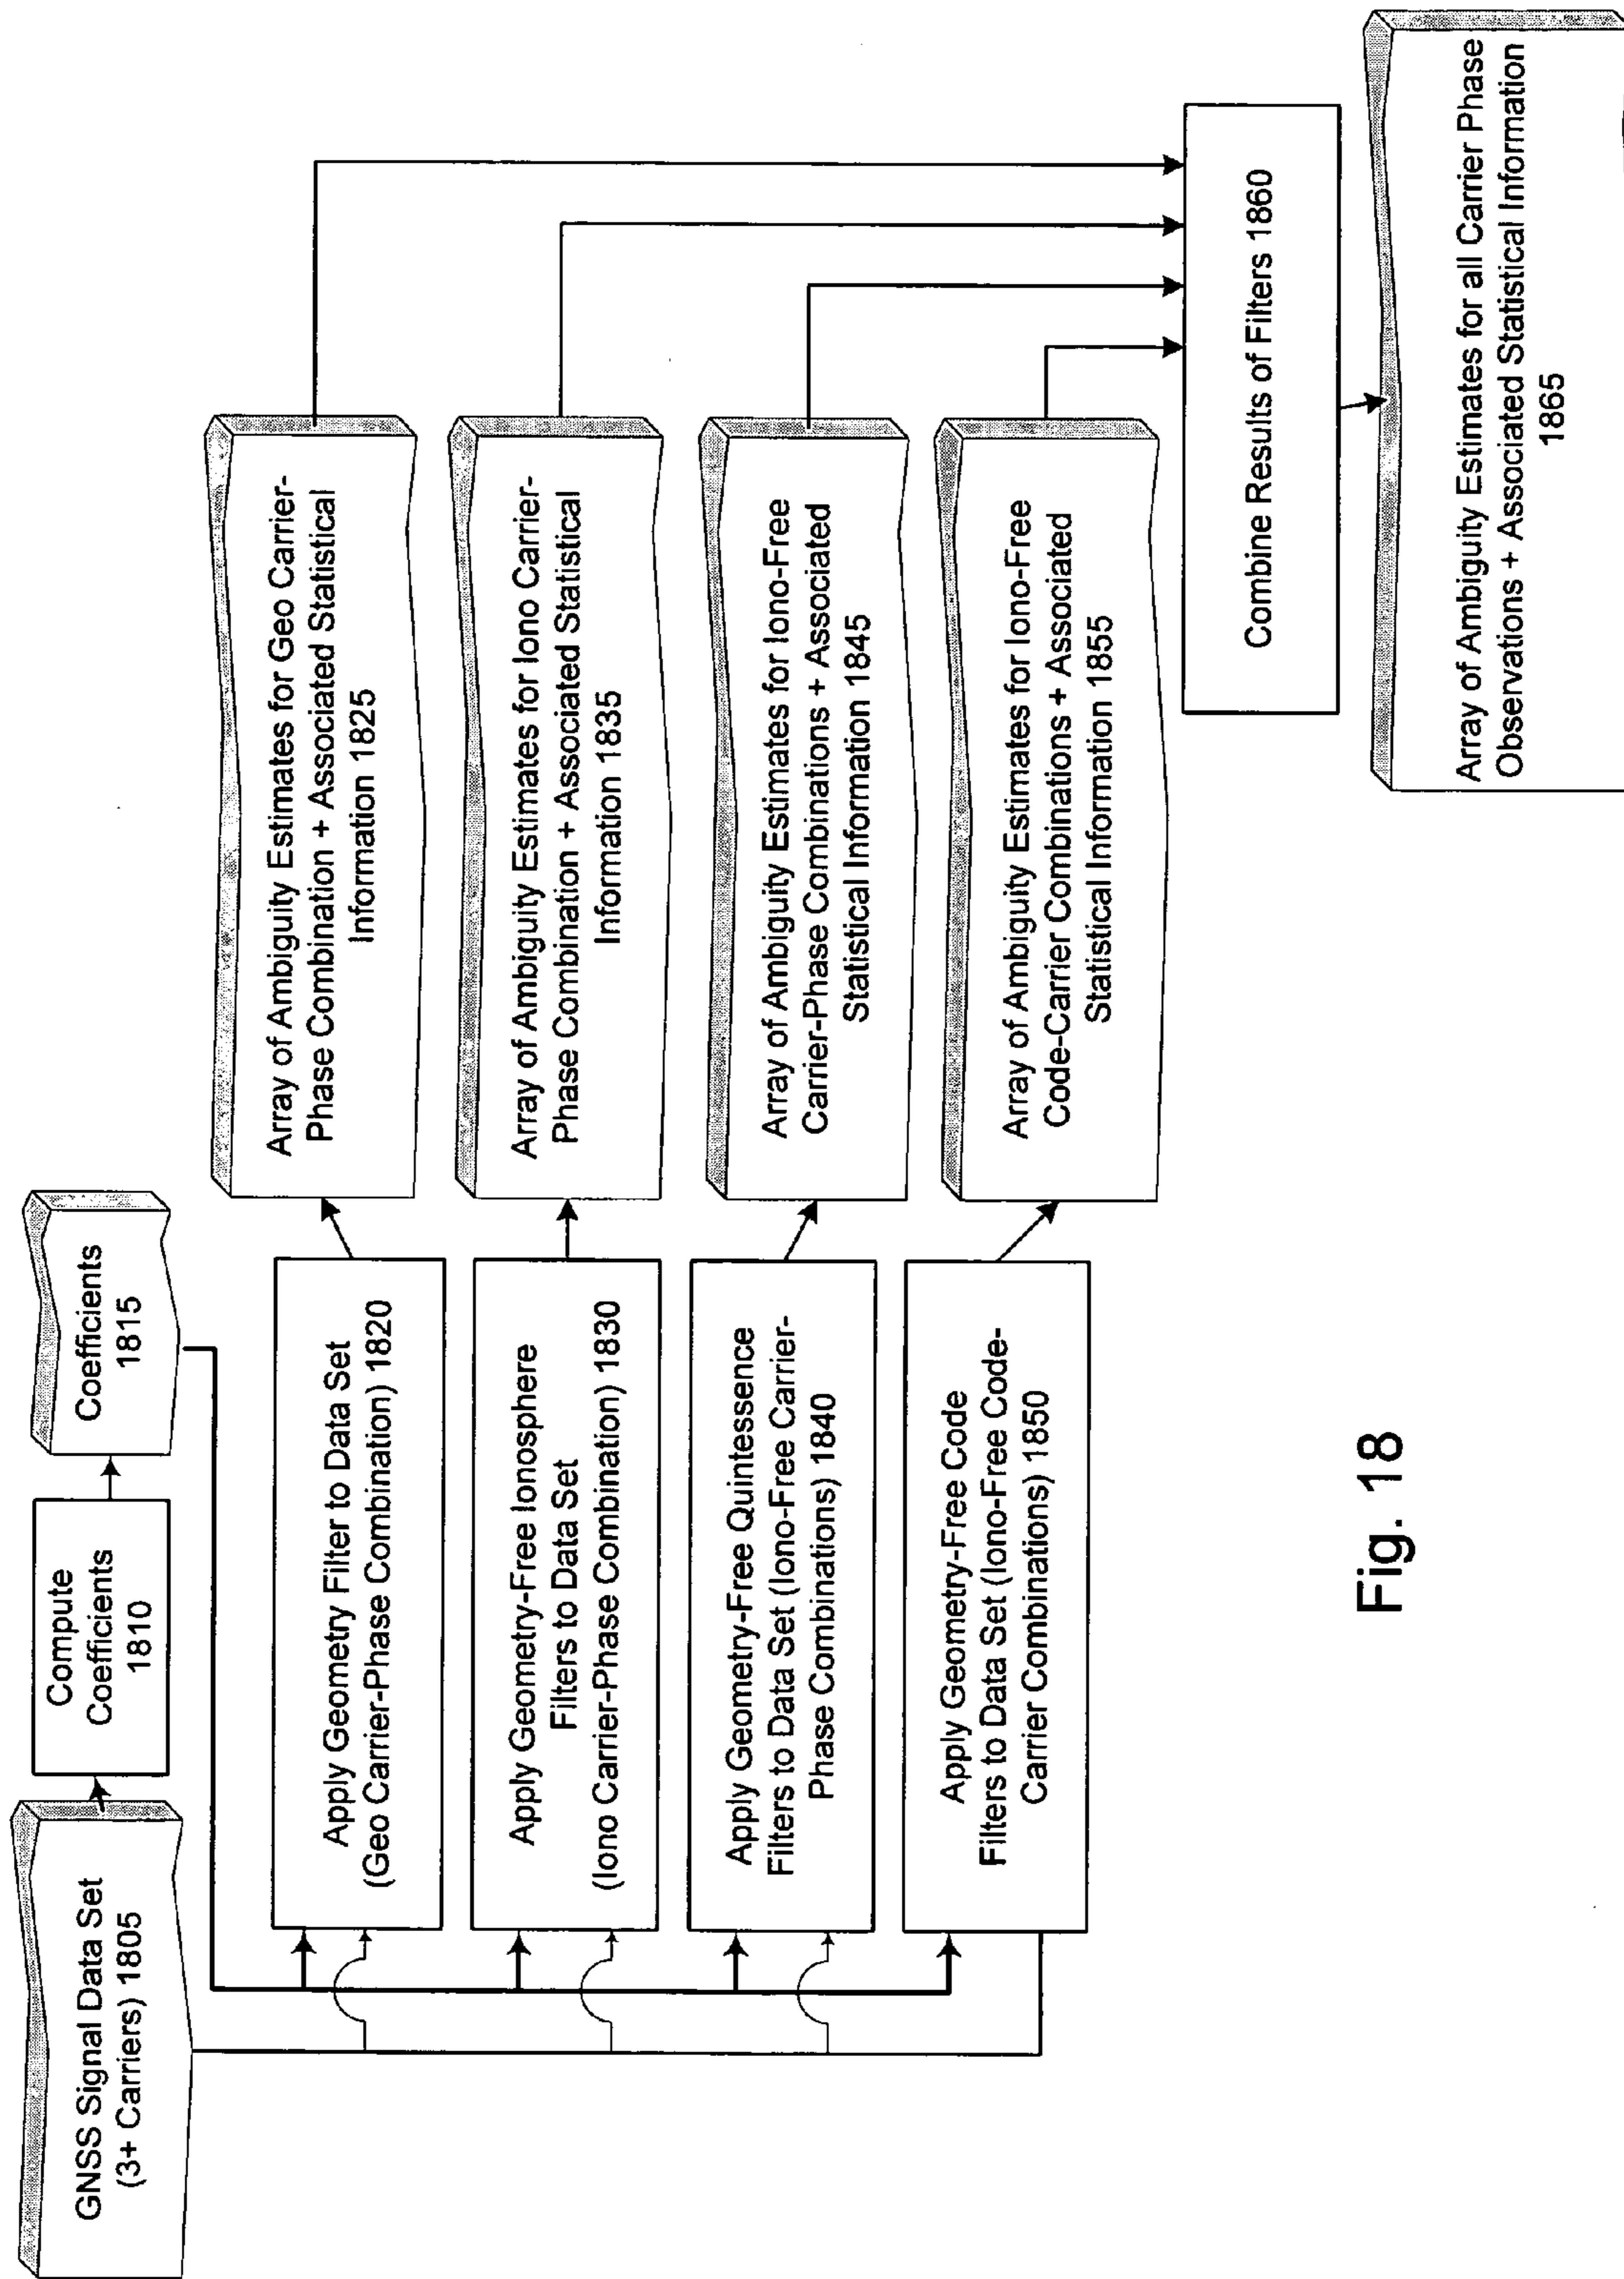 GNSS Signal Data Set
(3+ Carriers) 1805
Compute
Coefficients
1810
Coefficients
1815
Apply Geometry Filter to Data Set
(Geo Carrier-Phase Combination) 1820
Array of Ambiguity Estimates for Geo Carrier-
Phase Combination + Associated Statistical
Information 1825
Apply Geometry-Free Ionosphere
Filters to Data Set
(Iono Carrier-Phase Combination) 1830
Array of Ambiguity Estimates for Iono Carrier-
Phase Combination + Associated Statistical
Information 1835
Apply Geometry-Free Quintessence
Filters to Data Set (Iono-Free Carrier-
Phase Combinations) 1840
Array of Ambiguity Estimates for Iono-Free
Carrier-Phase Combinations + Associated
Statistical Information 1845
Apply Geometry-Free Code
Filters to Data Set (Iono-Free Code-
Carrier Combinations) 1850
Array of Ambiguity Estimates for Iono-Free
Code-Carrier Combinations + Associated
Statistical Information 1855
Combine Results of Filters 1860
Array of Ambiguity Estimates for all Carrier Phase
Observations + Associated Statistical Information
1865
Fig. 18